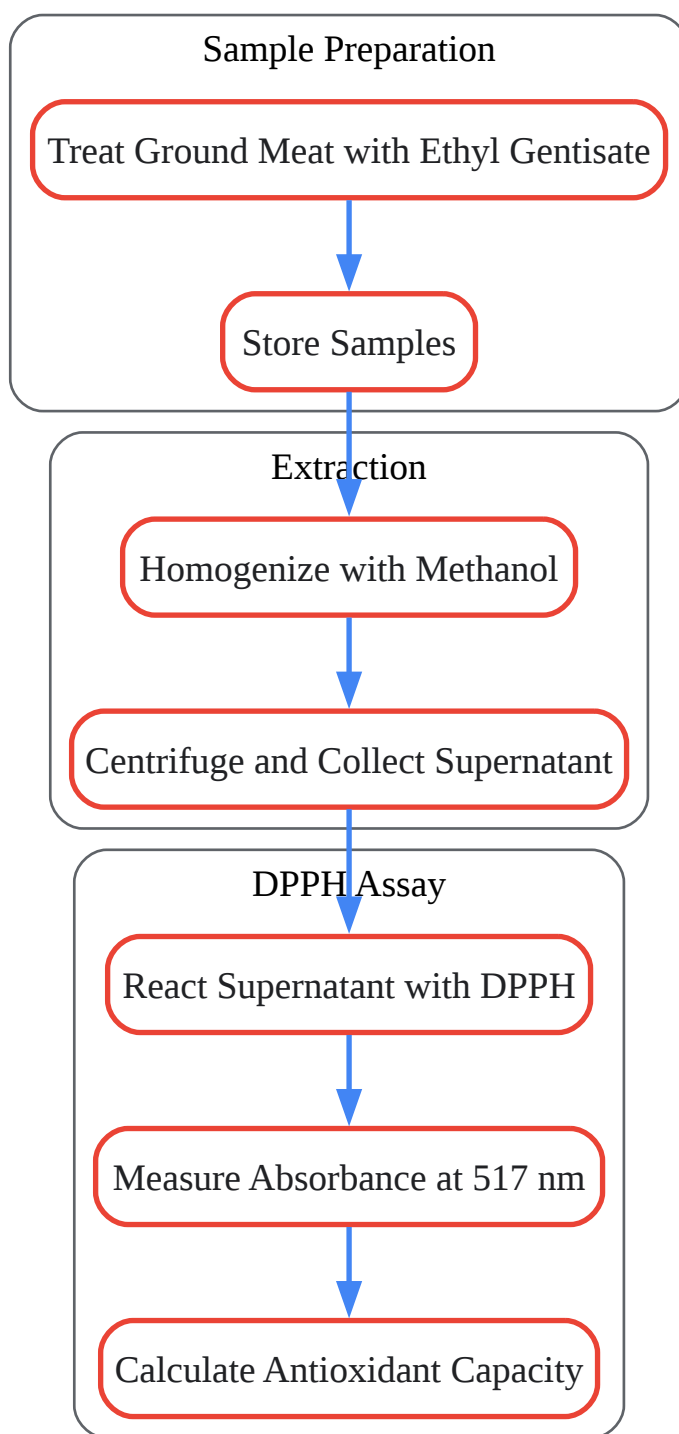 Sample Preparation
Treat Ground Meat with Ethyl Gentisate
Store Samples
Extraction
Homogenize with Methanol
Centrifuge and Collect Supernatant
DPPH Assay
React Supernatant with DPPH
Measure Absorbance at 517 nm
Calculate Antioxidant Capacity